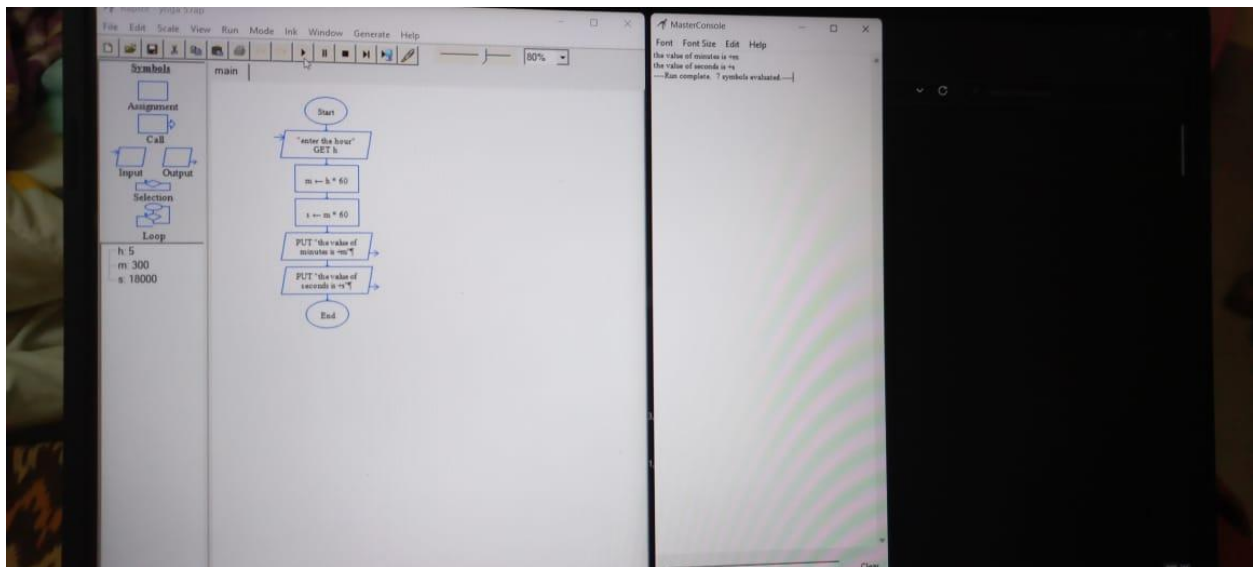 File Edit Scale View Run Mode Ink Window Generate Help
80%
Symbols
Assignment
Call
Input Output
Selection
Loop
h: 5
m: 300
s: 18000
main
Start
"enter the hour"
GET h
m ← h * 60
s ← m * 60
PUT "the value of
minutes is +m"¶
PUT "the value of
seconds is +s"¶
End
MasterConsole
Font Font Size Edit Help
the value of minutes is +m
the value of seconds is +s
----Run complete. 7 symbols evaluated.----
Clear